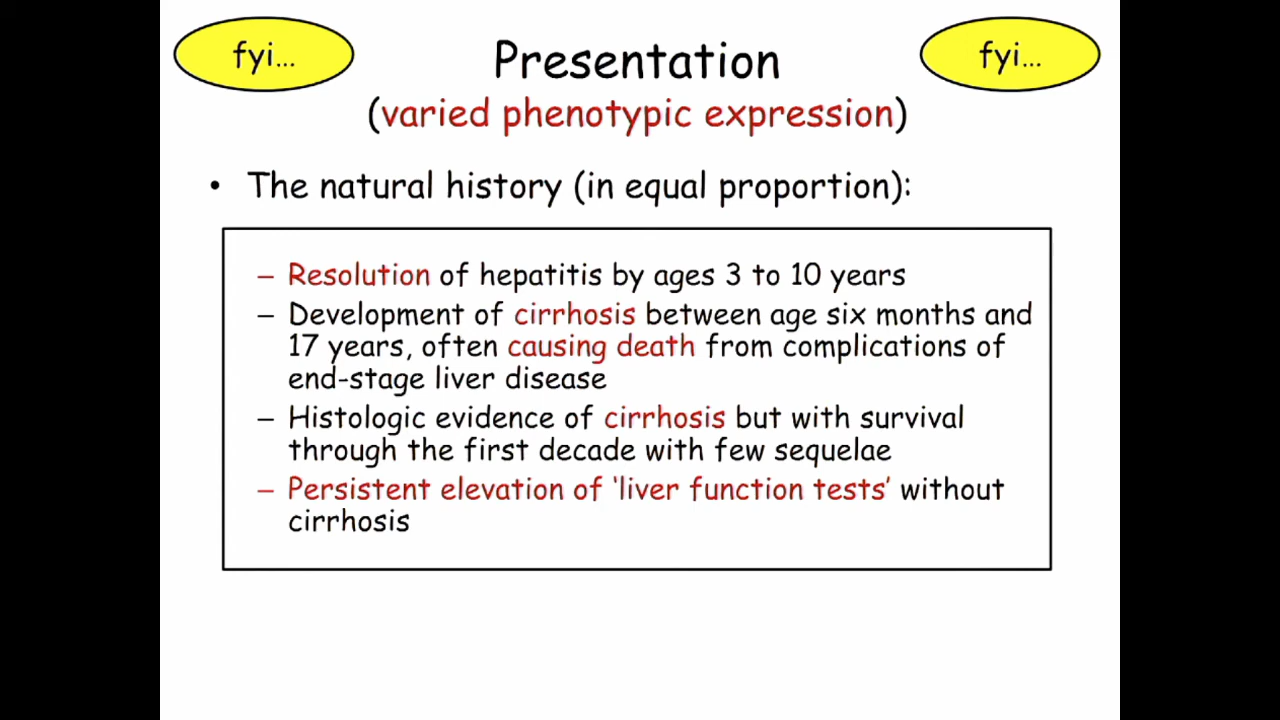 fyi...
Presentation
fyi...
(varied phenotypic expression)
• The natural history (in equal proportion):
– Resolution of hepatitis by ages 3 to 10 years
– Development of cirrhosis between age six months and
17 years, often causing death from complications of
end-stage liver disease
– Histologic evidence of cirrhosis but with survival
through the first decade with few sequelae
– Persistent elevation of ‘liver function tests’ without
cirrhosis